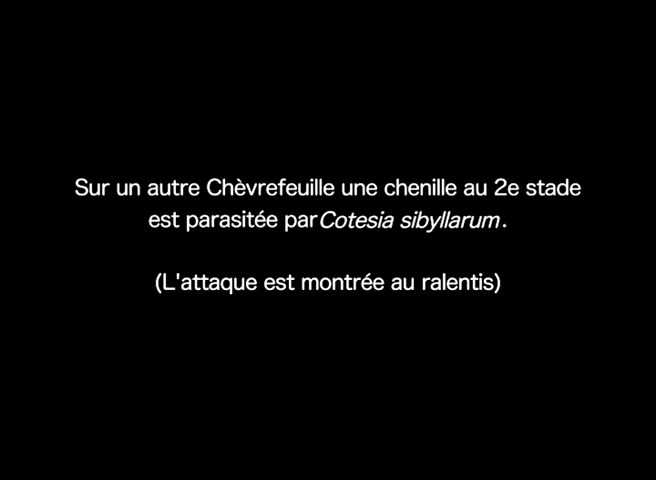 Sur un autre Chèvrefeuille une chenille au 2e stade
est parasitée par Cotesia sibyllarum.
(L'attaque est montrée au ralentis)